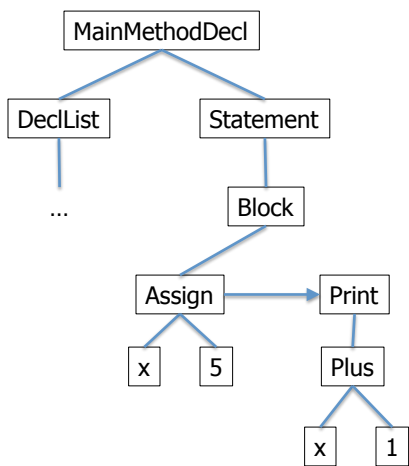 MainMethodDecl
DeclList
Statement
...
Block
Assign
Print
x
5
Plus
x
1